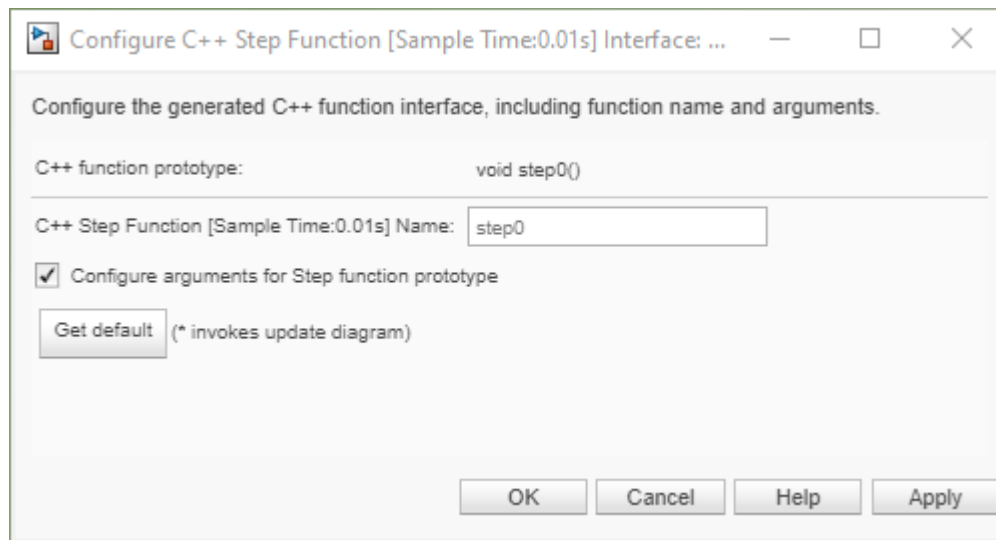 Configure C++ Step Function [Sample Time:0.01s] Interface: ...
Configure the generated C++ function interface, including function name and arguments.
C++ function prototype: void step0()
C++ Step Function [Sample Time:0.01s] Name: step0
Configure arguments for Step function prototype
Get default (* invokes update diagram)
OK Cancel Help Apply